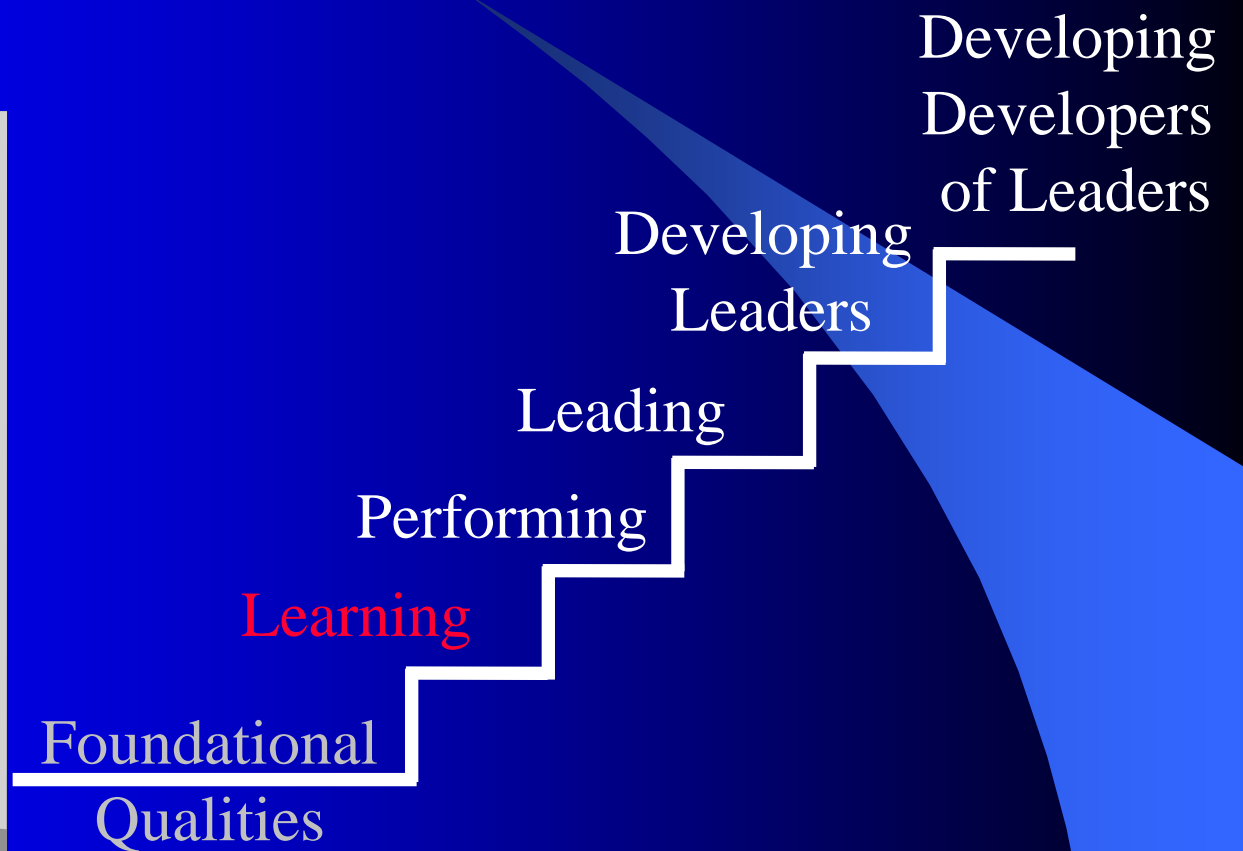 Developing
Developers
of Leaders
Developing
Leaders
Leading
Performing
Learning
Foundational
Qualities